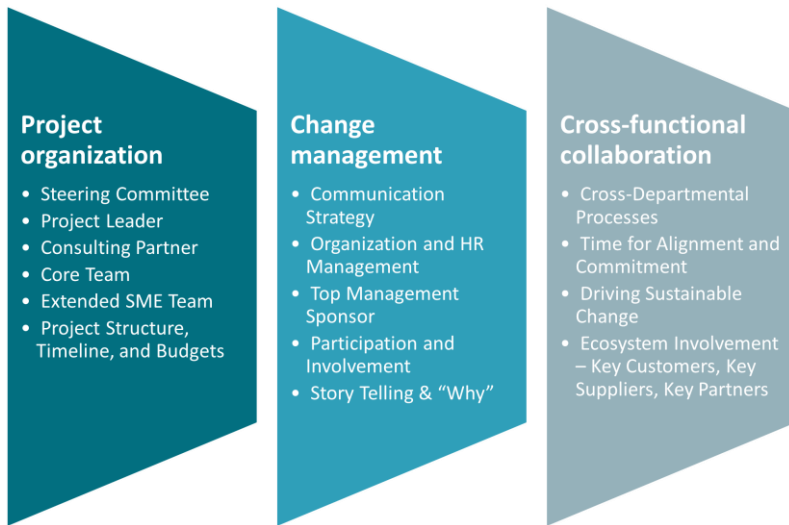 Project
organization
• Steering Committee
• Project Leader
• Consulting Partner
• Core Team
• Extended SME Team
• Project Structure,
Timeline, and Budgets
Change
management
• Communication
Strategy
• Organization and HR
Management
• Top Management
Sponsor
• Participation and
Involvement
• Story Telling & “Why”
Cross-functional
collaboration
• Cross-Departmental
Processes
• Time for Alignment and
Commitment
• Driving Sustainable
Change
• Ecosystem Involvement
– Key Customers, Key
Suppliers, Key Partners